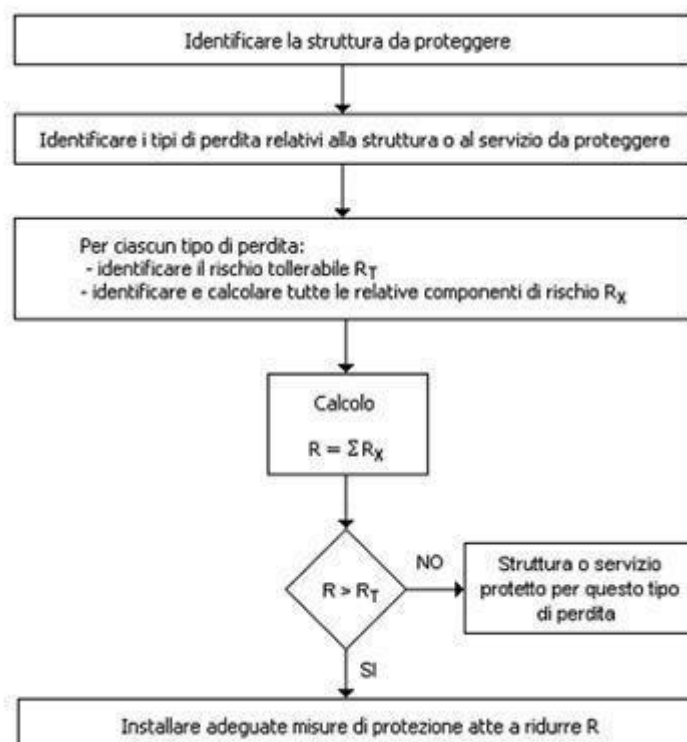 Identificare la struttura da proteggere
Identificare i tipi di perdita relativi alla struttura o al servizio da proteggere
Per ciascun tipo di perdita:
- identificare il rischio tollerabile RT
- identificare e calcolare tutte le relative componenti di rischio RX
Calcolo
R = ΣRX
R > RT
NO
Struttura o servizio
protetto per questo tipo
di perdita
SI
Installare adeguate misure di protezione atte a ridurre R